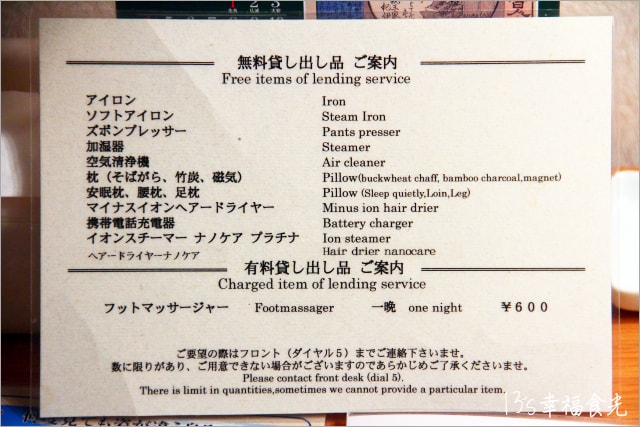 無料貸し出し品 ご案内
Free items of lending service
アイロン Iron
ソフトアイロン Steam Iron
ズボンプレッサー Pants presser
加湿器 Steamer
空気清浄機 Air cleaner
枕（そばがら、竹炭、磁気） Pillow(buckwheat chaff, bamboo charcoal,magnet)
安眠枕、腰枕、足枕 Pillow (Sleep quietly,Loin,Leg)
マイナスイオンヘアードライヤー Minus ion hair drier
携帯電話充電器 Battery charger
イオンスチーマー ナノケア プラチナ Ion steamer
ヘアードライヤーナノケア Hair drier nanocare
有料貸し出し品 ご案内
Charged item of lending service
フットマッサージャー Footmassager 一晩 one night ￥600
ご要望の際はフロント（ダイヤル５）までご連絡下さいませ。
数に限りがあり、ご用意できない場合がございますのであらかじめご了承くださいませ。
Please contact front desk (dial 5).
There is limit in quantities,sometimes we cannot provide a particular item.
13's幸福食光